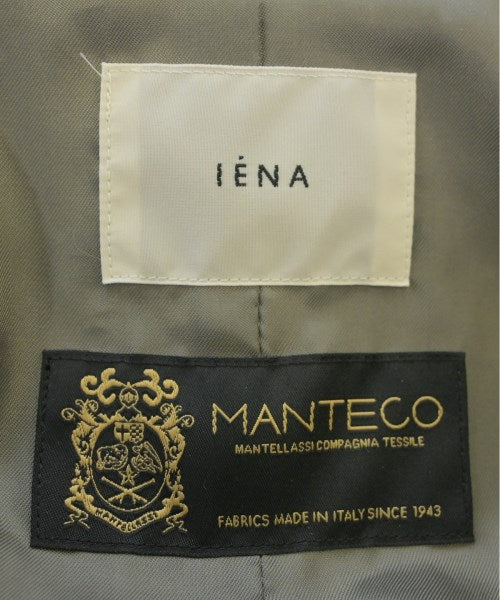 IÉNA
MANTECO
MANTELLASSI COMPAGNIA TESSILE
FABRICS MADE IN ITALY SINCE 1943